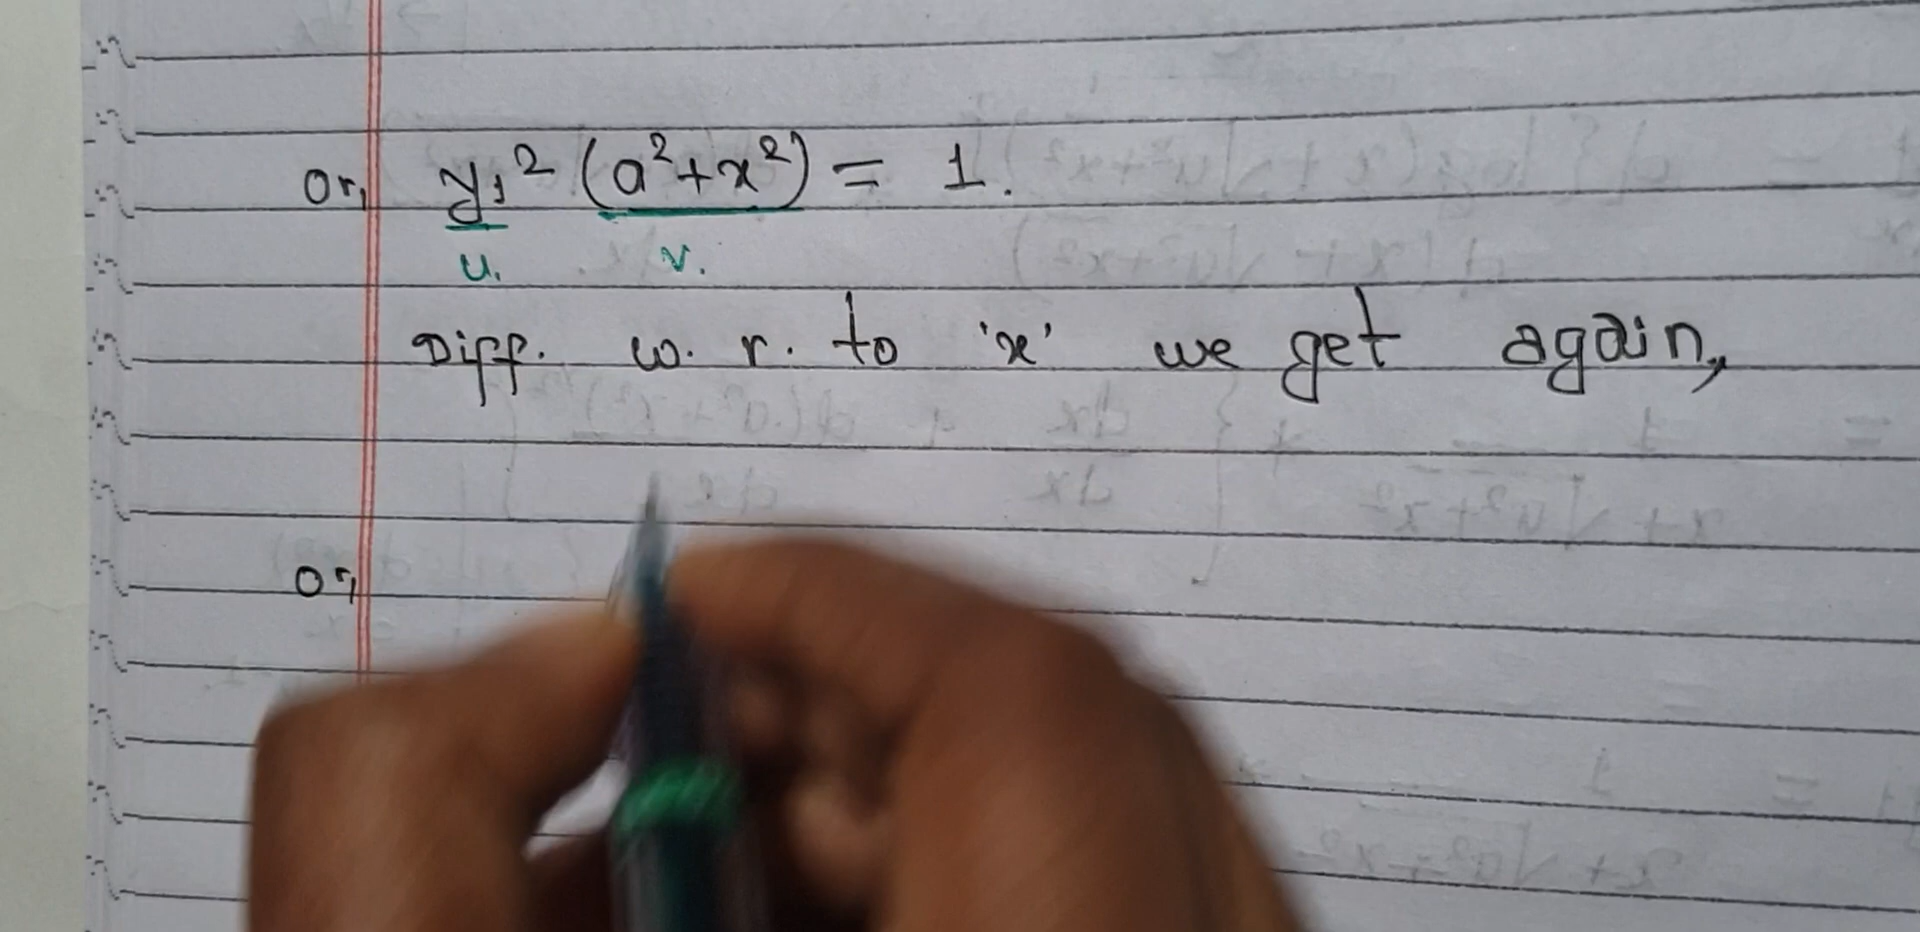 Or, y₁² (a²+x²) = 1.
u. v.
Diff. w. r. to 'x' we get again,
Or,